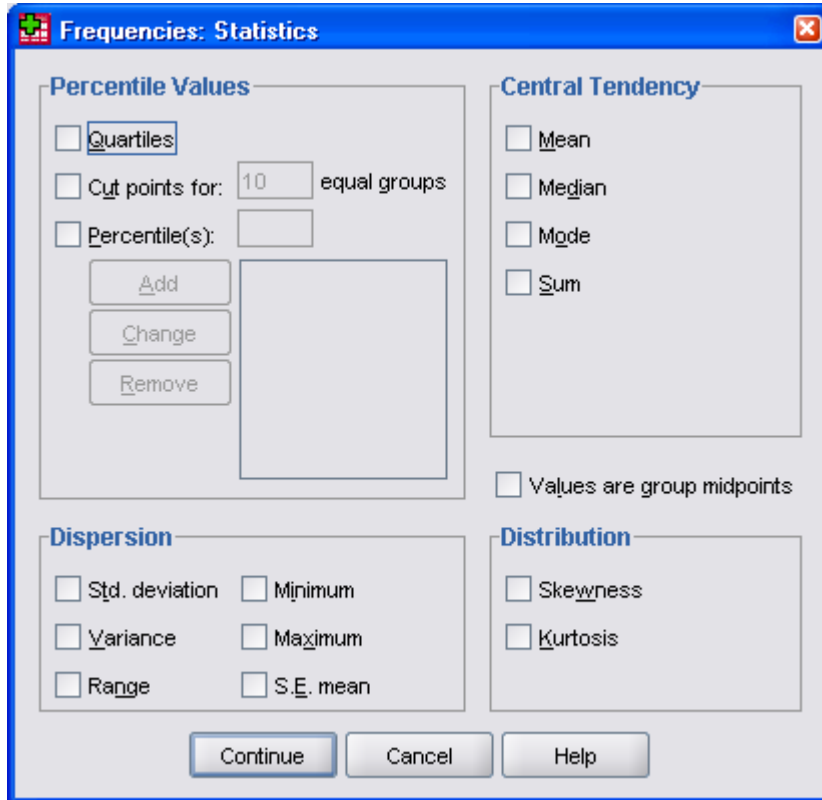 Frequencies: Statistics
Percentile Values
Quartiles
Cut points for: 10 equal groups
Percentile(s):
Add
Change
Remove
Central Tendency
Mean
Median
Mode
Sum
Values are group midpoints
Dispersion
Std. deviation Minimum
Variance Maximum
Range S.E. mean
Distribution
Skewness
Kurtosis
Continue Cancel Help